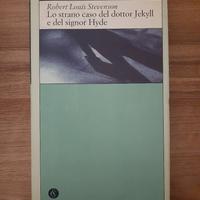 Robert Louis Stevenson
Lo strano caso del dottor Jekyll
e del signor Hyde